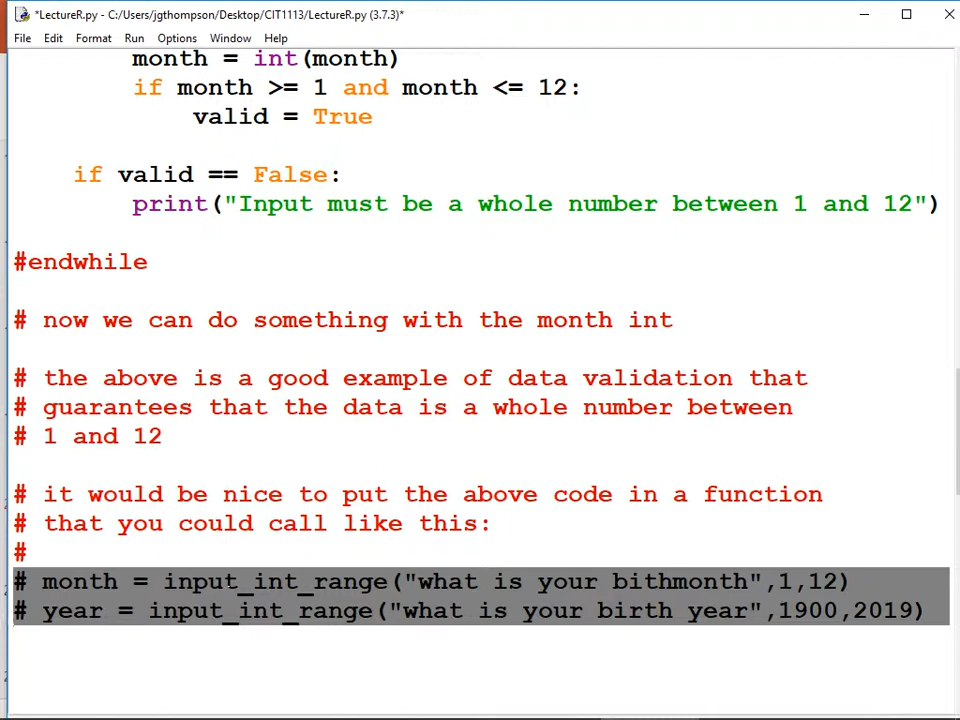 *LectureR.py - C:/Users/jgthompson/Desktop/CIT1113/LectureR.py (3.7.3)*
File Edit Format Run Options Window Help
month = int(month)
if month >= 1 and month <= 12:
valid = True
if valid == False:
print("Input must be a whole number between 1 and 12")
#endwhile
# now we can do something with the month int
# the above is a good example of data validation that
# guarantees that the data is a whole number between
# 1 and 12
# it would be nice to put the above code in a function
# that you could call like this:
#
# month = input_int_range("what is your bithmonth",1,12)
# year = input_int_range("what is your birth year",1900,2019)